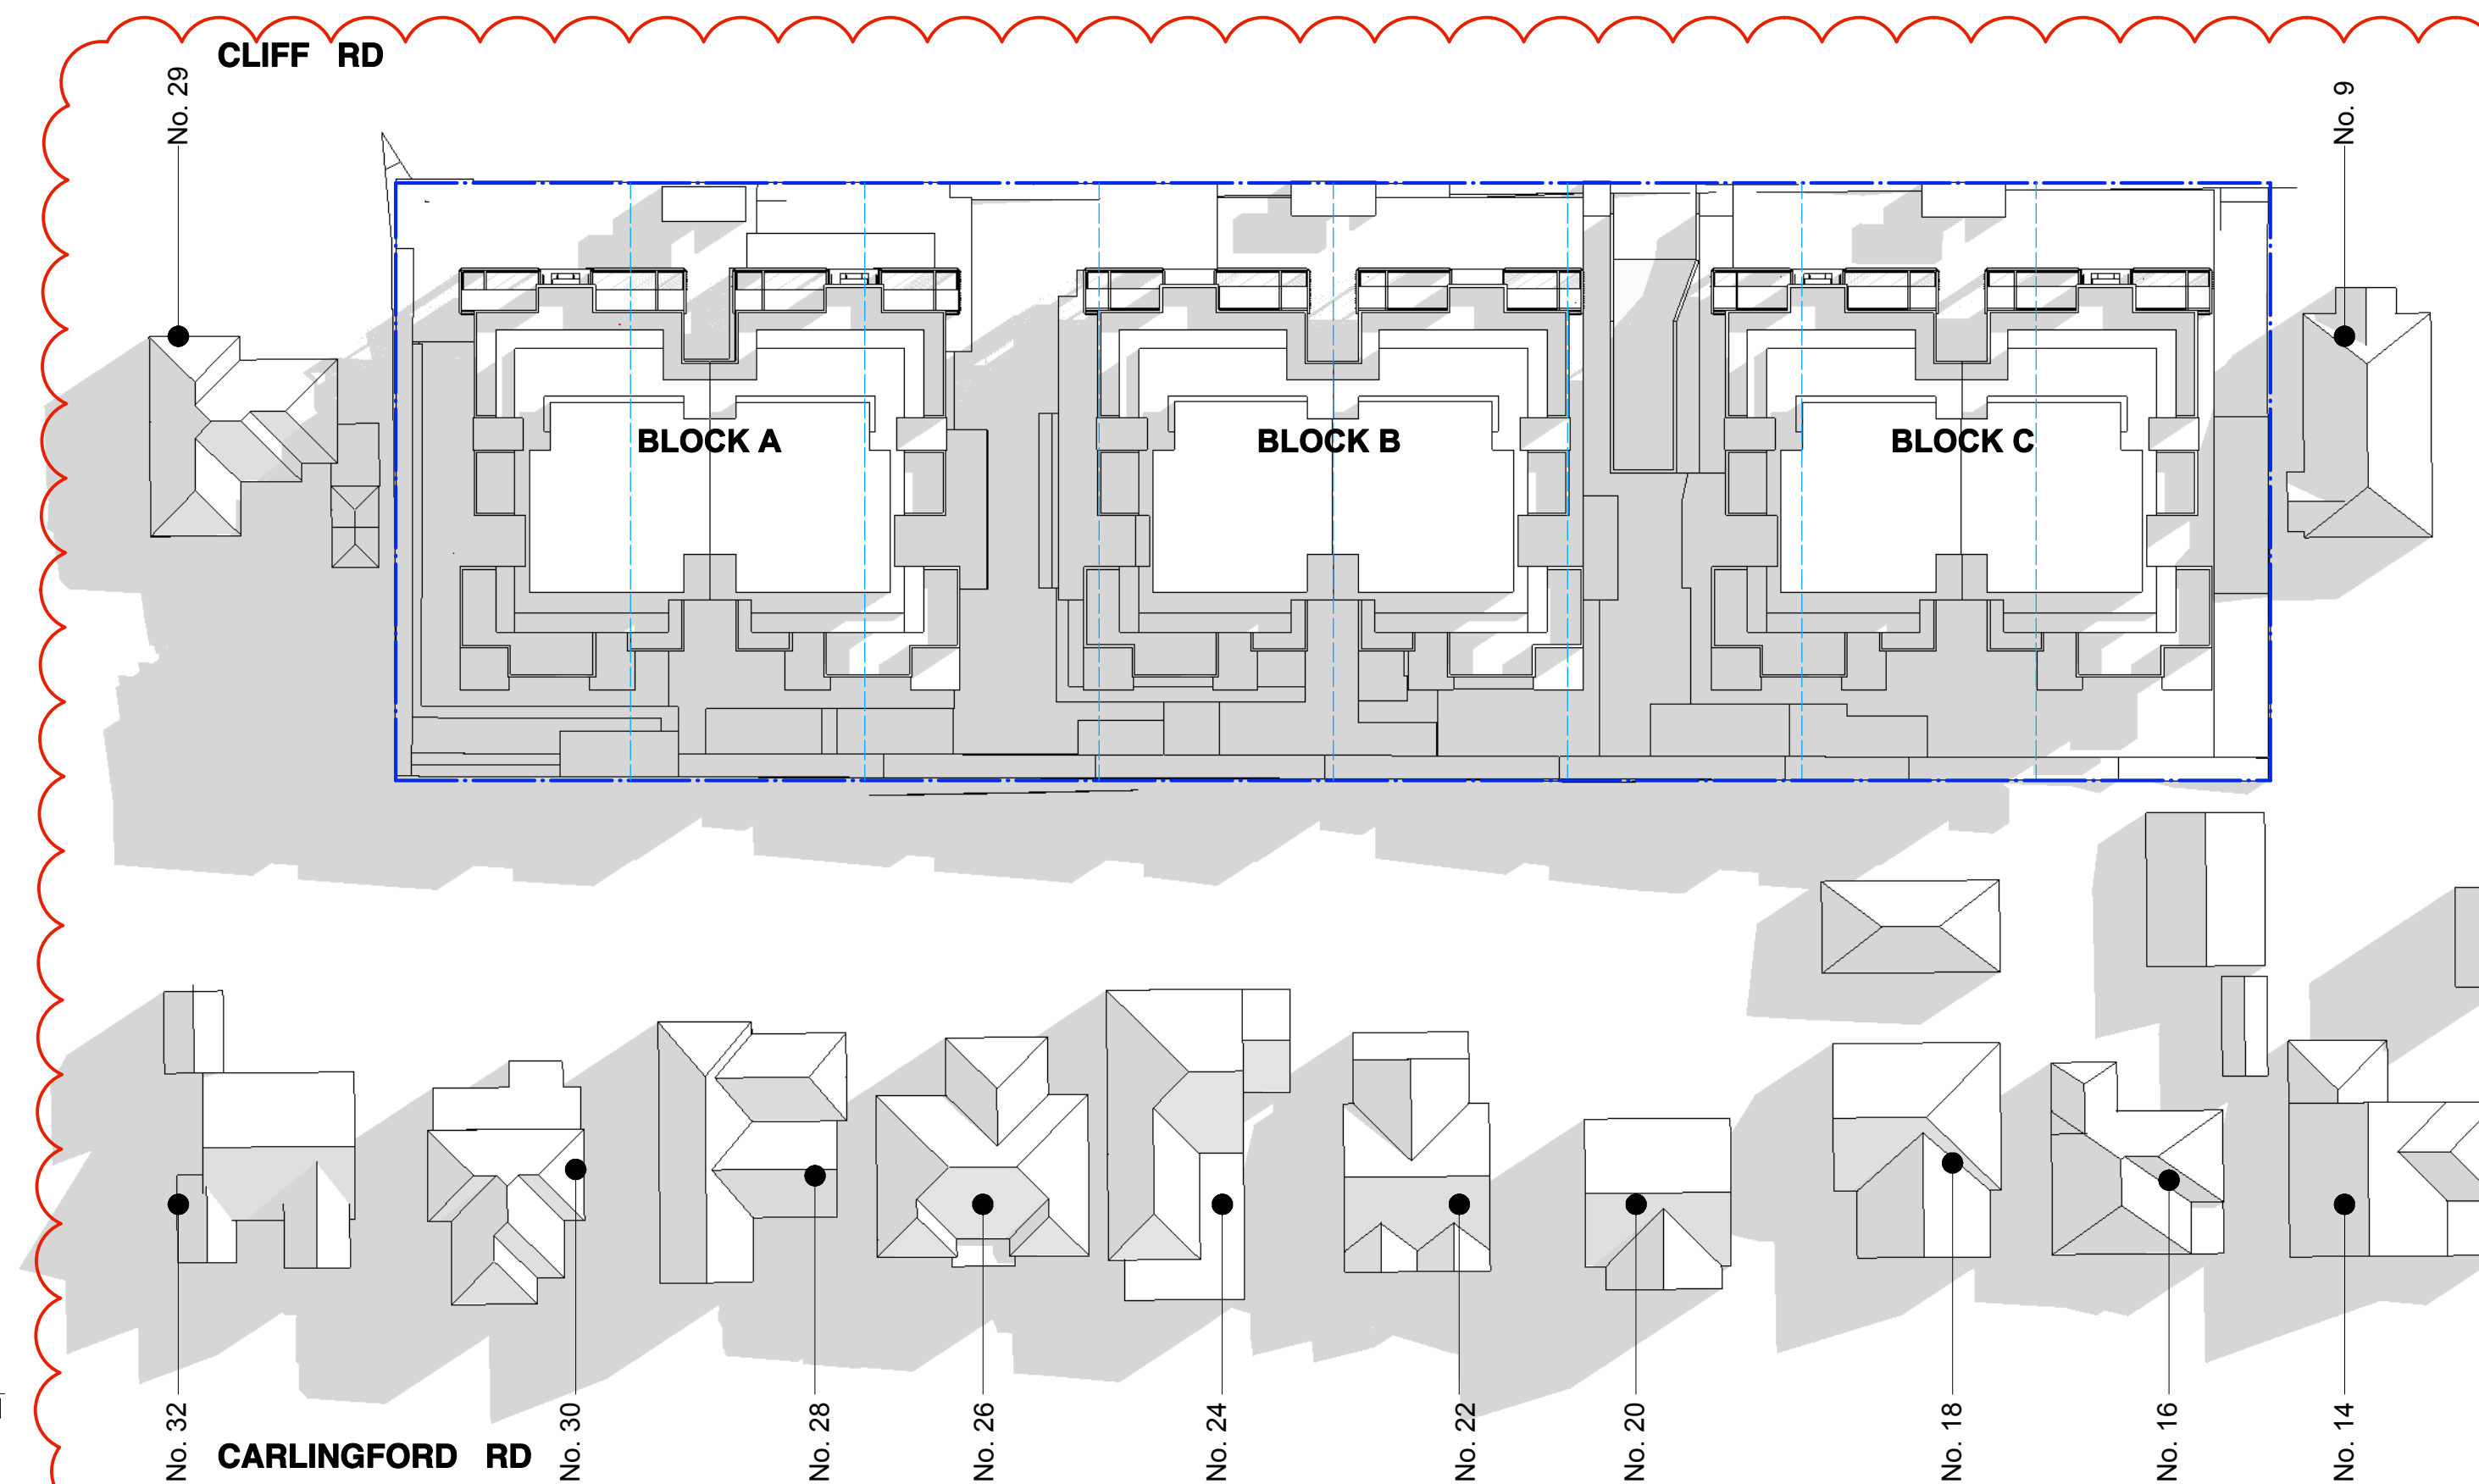 CLIFF RD
No. 29
No. 9
BLOCK A
BLOCK B
BLOCK C
No. 32
No. 30
No. 28
No. 26
No. 24
No. 22
No. 20
No. 18
No. 16
No. 14
CARLINGFORD RD